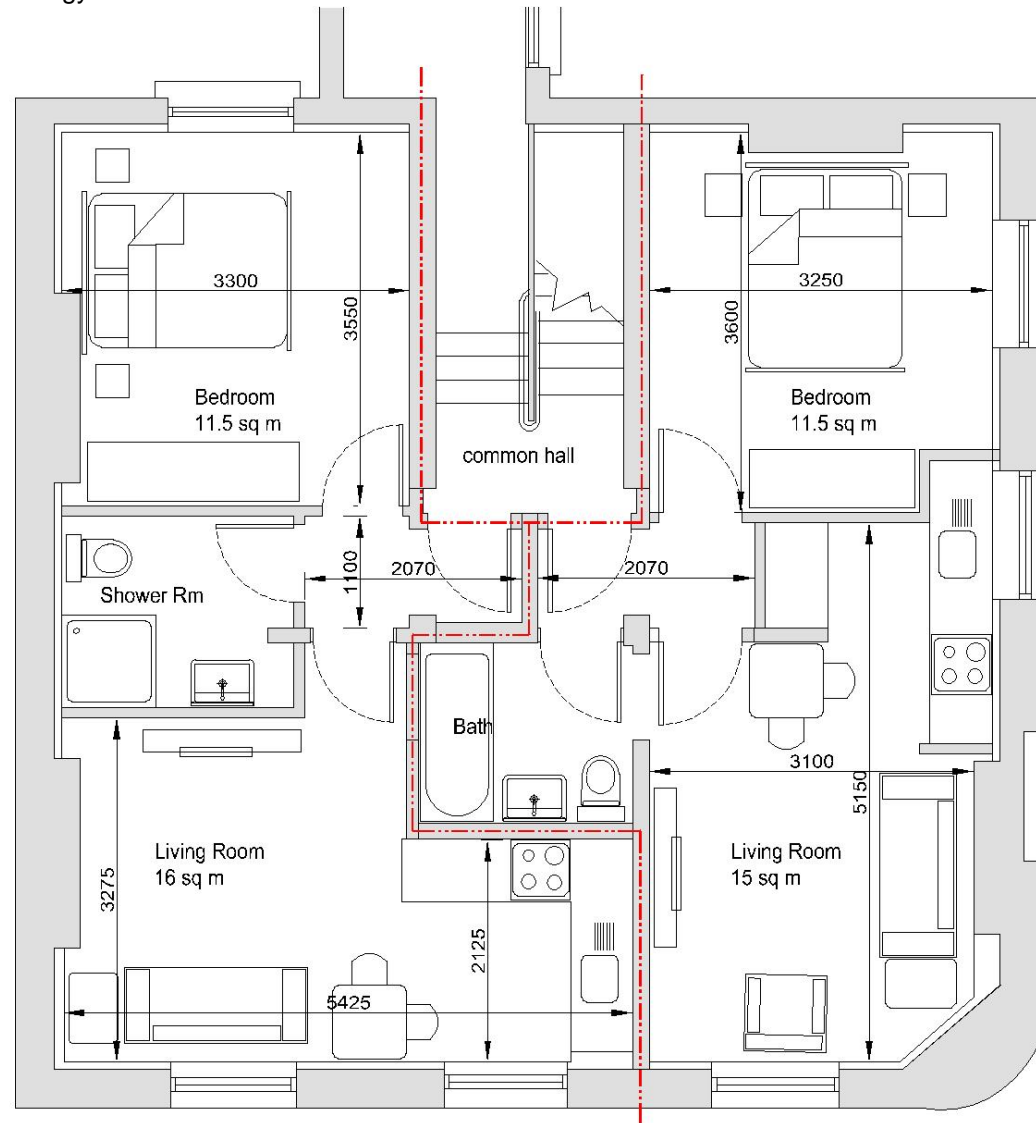 gy
3300
3550
Bedroom
11.5 sq m
common hall
3250
3600
Bedroom
11.5 sq m
Shower Rm
1100
2070
2070
Bath
3100
5150
Living Room
16 sq m
3275
2125
5425
Living Room
15 sq m